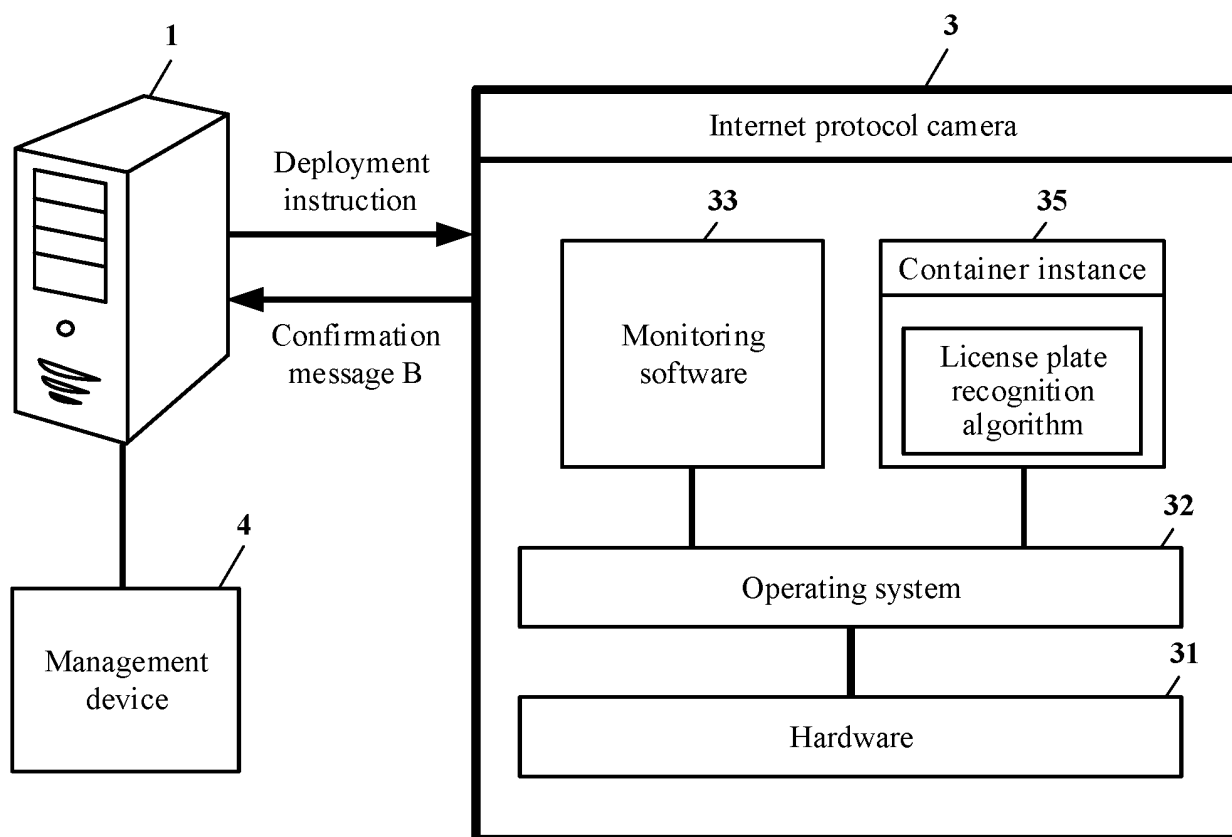 1
3
Internet protocol camera
Deployment
instruction
33
35
Container instance
Confirmation
message B
Monitoring
software
License plate
recognition
algorithm
4
32
Operating system
Management
device
31
Hardware